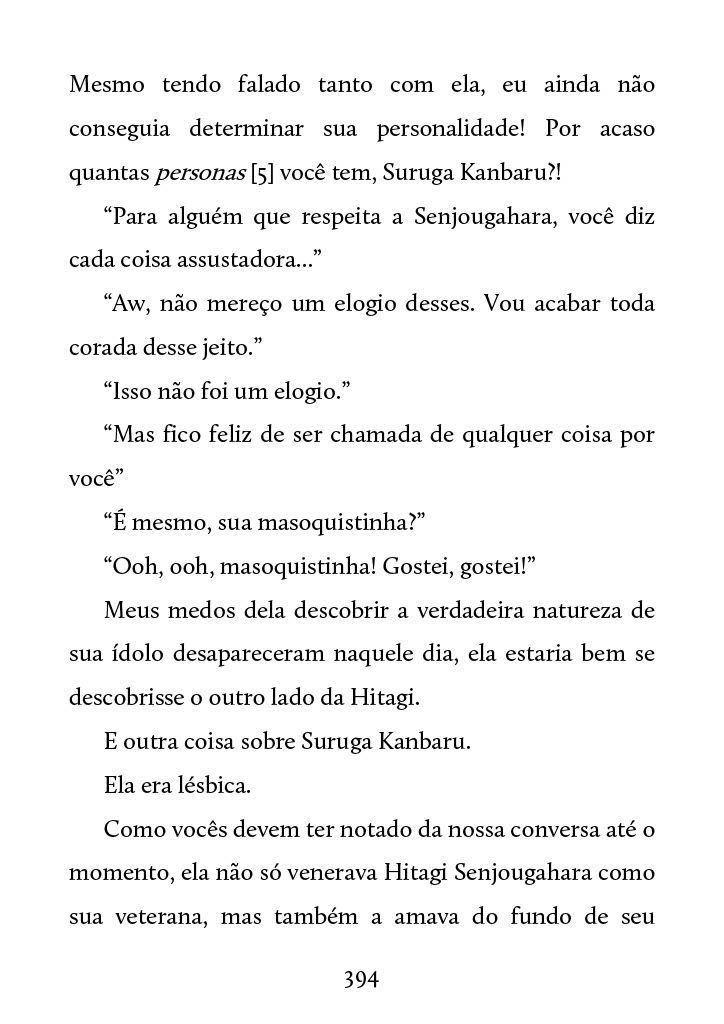 Mesmo tendo falado tanto com ela, eu ainda não
conseguia determinar sua personalidade! Por acaso
quantas personas [5] você tem, Suruga Kanbaru?!
“Para alguém que respeita a Senjougahara, você diz
cada coisa assustadora...”
“Aw, não mereço um elogio desses. Vou acabar toda
corada desse jeito.”
“Isso não foi um elogio.”
“Mas fico feliz de ser chamada de qualquer coisa por
você”
“É mesmo, sua masoquistinha?”
“Ooh, ooh, masoquistinha! Gostei, gostei!”
Meus medos dela descobrir a verdadeira natureza de
sua ídolo desapareceram naquele dia, ela estaria bem se
descobrisse o outro lado da Hitagi.
E outra coisa sobre Suruga Kanbaru.
Ela era lésbica.
Como vocês devem ter notado da nossa conversa até o
momento, ela não só venerava Hitagi Senjougahara como
sua veterana, mas também a amava do fundo de seu
394